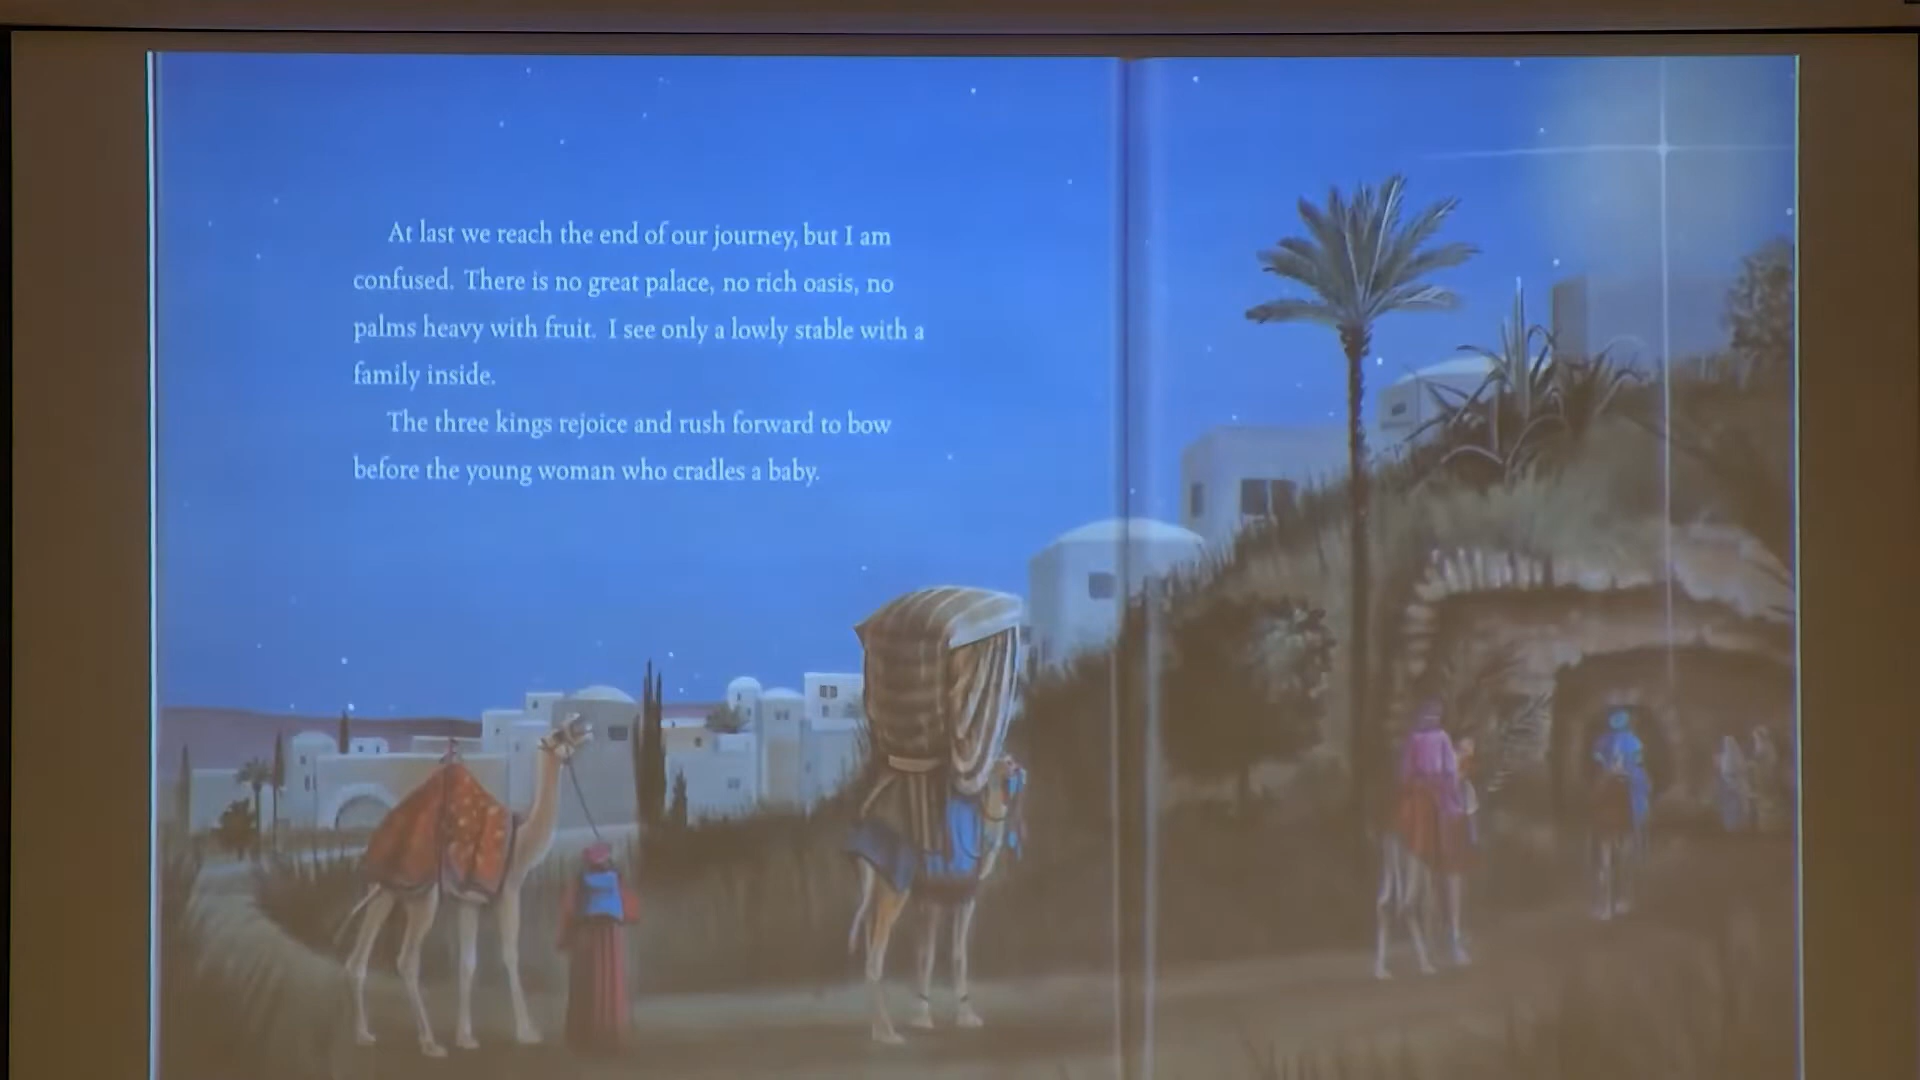 At last we reach the end of our journey, but I am
confused. There is no great palace, no rich oasis, no
palms heavy with fruit. I see only a lowly stable with a
family inside.
The three kings rejoice and rush forward to bow
before the young woman who cradles a baby.